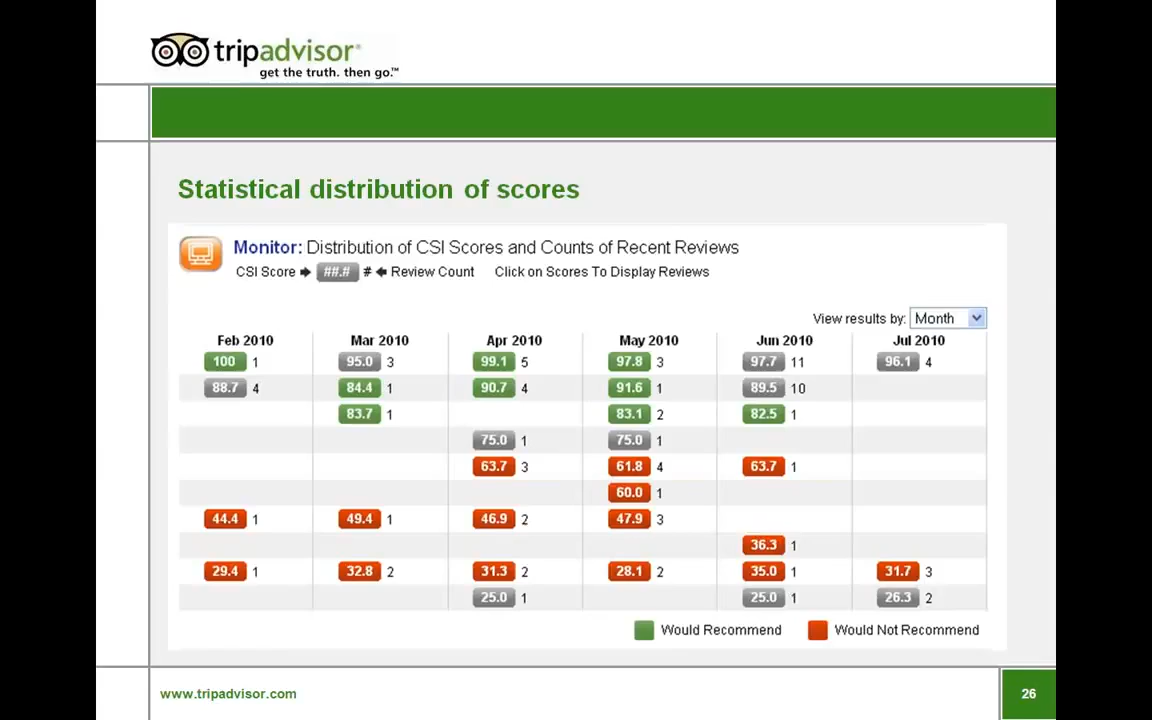 tripadvisor®
get the truth. then go.™
Statistical distribution of scores
Monitor: Distribution of CSI Scores and Counts of Recent Reviews
CSI Score ##.# # Review Count Click on Scores To Display Reviews
View results by: Month
Feb 2010 Mar 2010 Apr 2010 May 2010 Jun 2010 Jul 2010
100 1 95.0 3 99.1 5 97.8 3 97.7 11 96.1 4
88.7 4 84.4 1 90.7 4 91.6 1 89.5 10
83.7 1 83.1 2 82.5 1
75.0 1 75.0 1
63.7 3 61.8 4 63.7 1
60.0 1
44.4 1 49.4 1 46.9 2 47.9 3
36.3 1
29.4 1 32.8 2 31.3 2 28.1 2 35.0 1 31.7 3
25.0 1 25.0 1 26.3 2
Would Recommend Would Not Recommend
www.tripadvisor.com 26